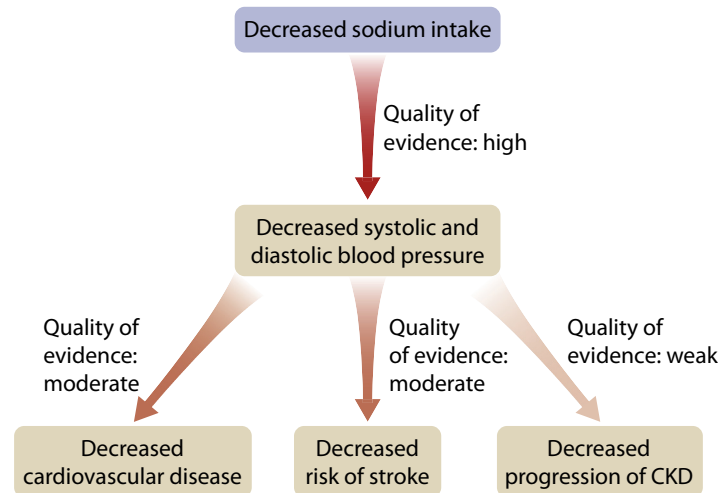 Decreased sodium intake
Quality of
evidence: high
Decreased systolic and
diastolic blood pressure
Quality of
evidence:
moderate
Quality
of evidence:
moderate
Quality of
evidence: weak
Decreased
cardiovascular disease
Decreased
risk of stroke
Decreased
progression of CKD